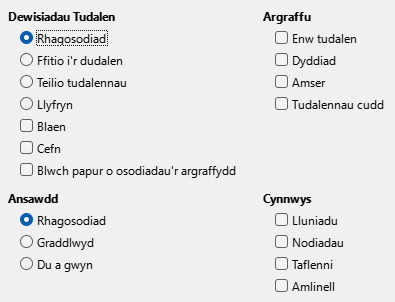 Dewisiadau Tudalen
Rhagosodiad
Ffitio i'r dudalen
Teilio tudalennau
Llyfryn
Blaen
Cefn
Blwch papur o osodiadau'r argraffydd
Argraffu
Enw tudalen
Dyddiad
Amser
Tudalennau cudd
Ansawdd
Rhagosodiad
Graddlwyd
Du a gwyn
Cynnwys
Lluniadu
Nodiadau
Taflenni
Amlinell